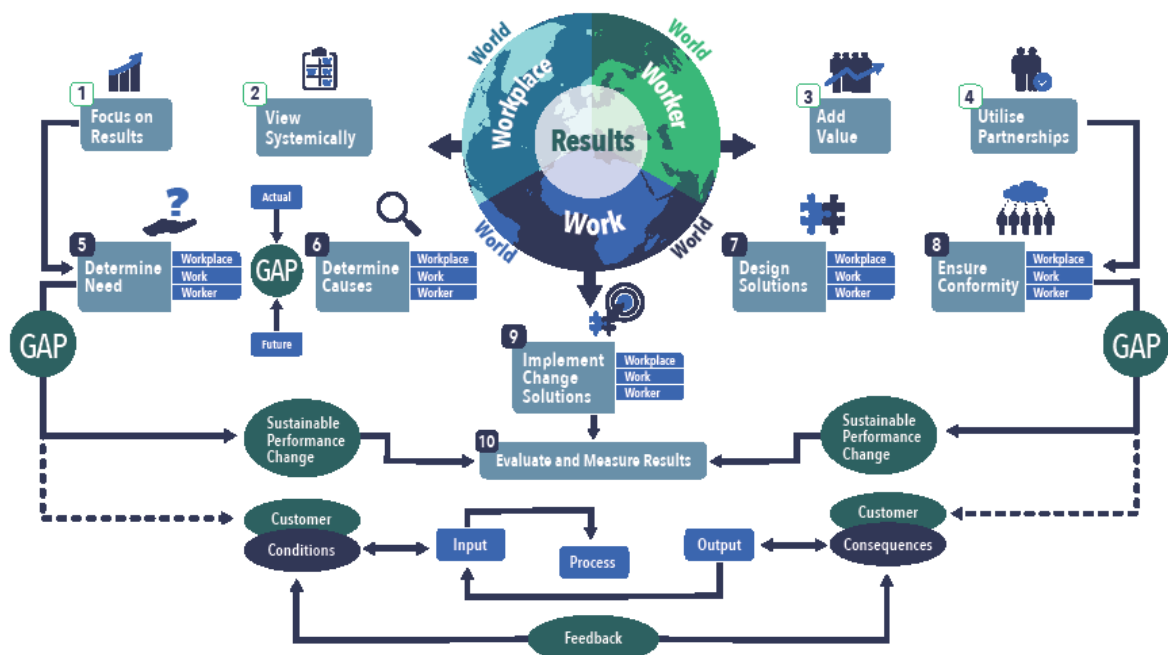 World
World
Workplace
Worker
Results
Work
World
World
1
Focus on
Results
2
View
Systemically
3
Add
Value
4
Utilise
Partnerships
5
Determine
Need
Workplace
Work
Worker
Actual
GAP
Future
6
Determine
Causes
Workplace
Work
Worker
7
Design
Solutions
Workplace
Work
Worker
8
Ensure
Conformity
Workplace
Work
Worker
GAP
GAP
9
Implement
Change
Solutions
Workplace
Work
Worker
Sustainable
Performance
Change
10
Evaluate and Measure Results
Sustainable
Performance
Change
Customer
Conditions
Input
Process
Output
Customer
Consequences
Feedback